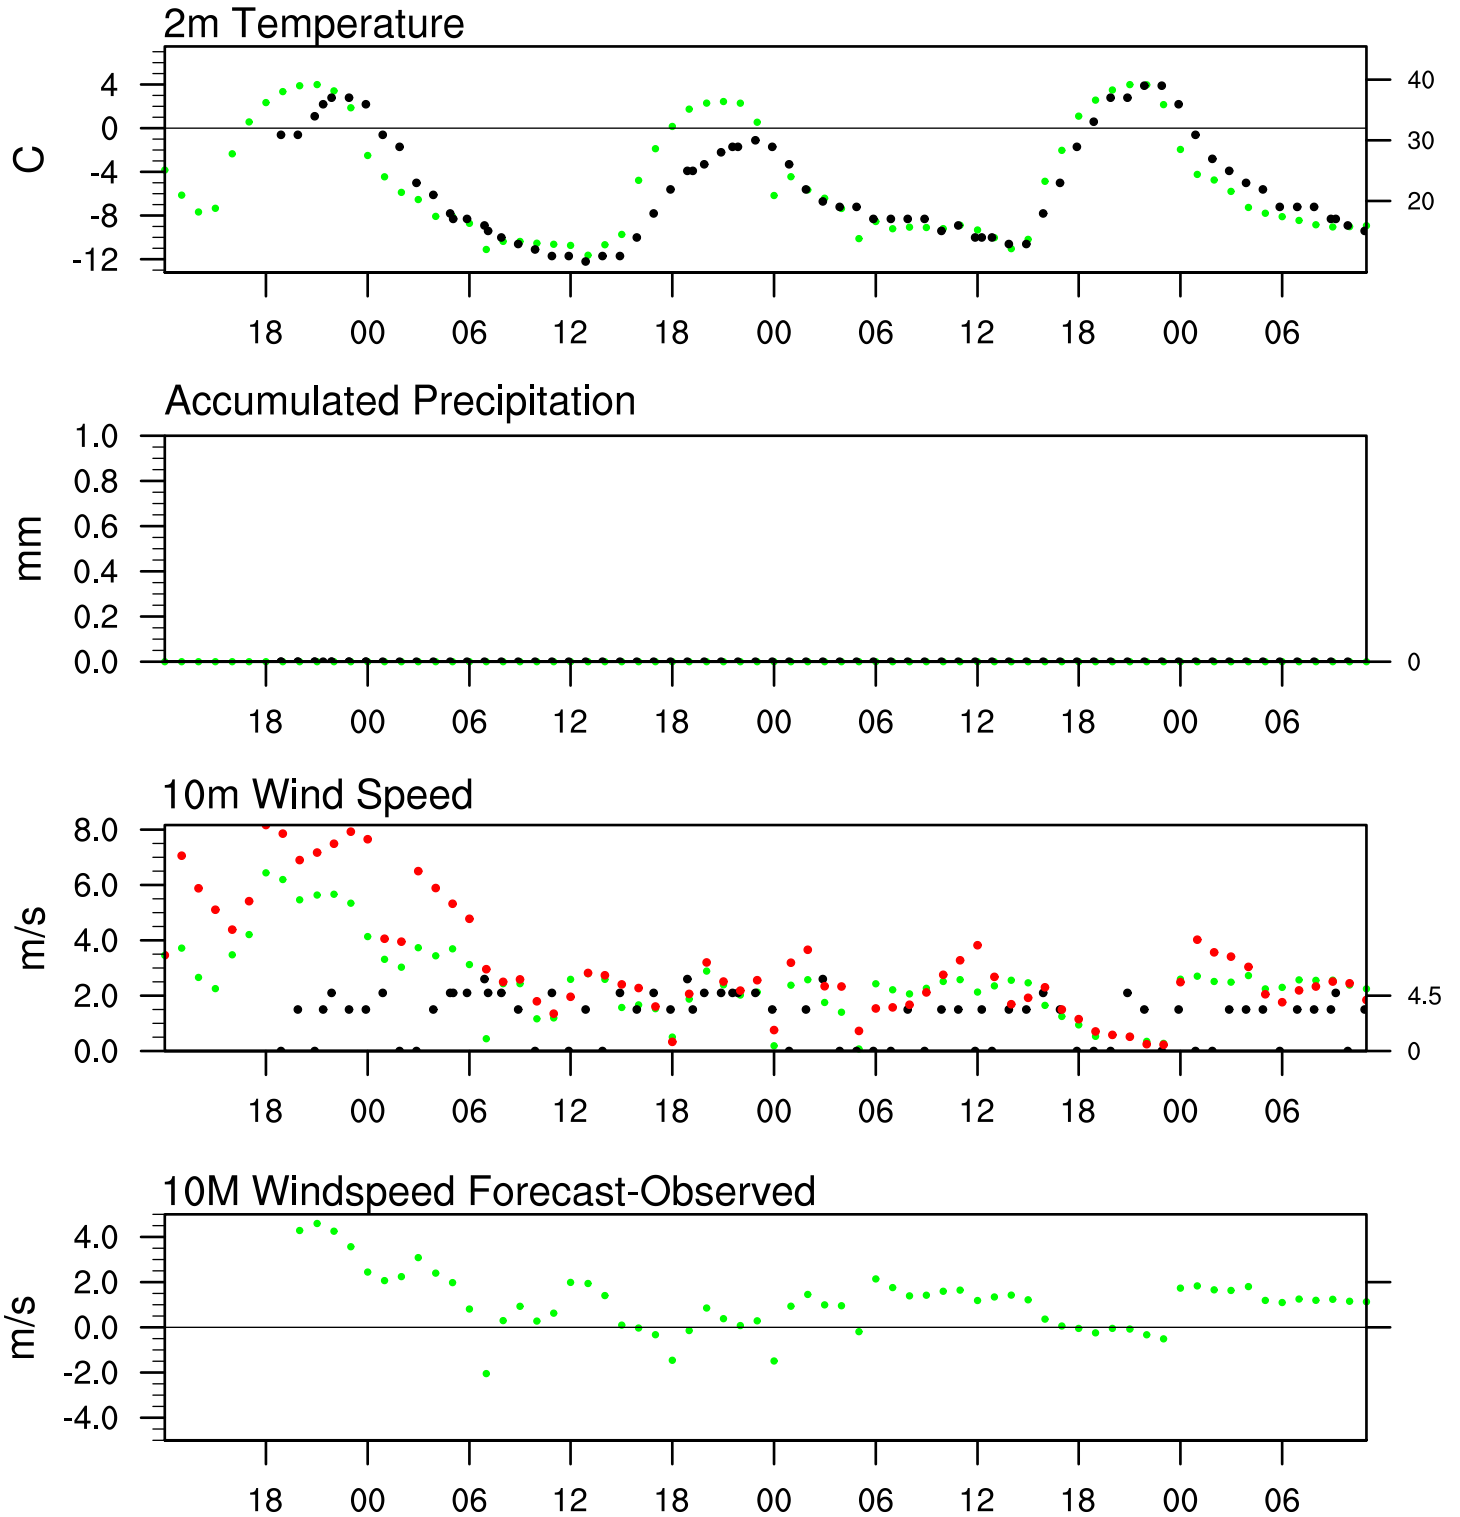 2m Temperature
4
0
-4
-8
-12
C
40
30
20
18 00 06 12 18 00 06 12 18 00 06
Accumulated Precipitation
1.0
0.8
0.6
0.4
0.2
0.0
mm
0
18 00 06 12 18 00 06 12 18 00 06
10m Wind Speed
8.0
6.0
4.0
2.0
0.0
m/s
4.5
0
18 00 06 12 18 00 06 12 18 00 06
10M Windspeed Forecast-Observed
4.0
2.0
0.0
-2.0
-4.0
m/s
18 00 06 12 18 00 06 12 18 00 06